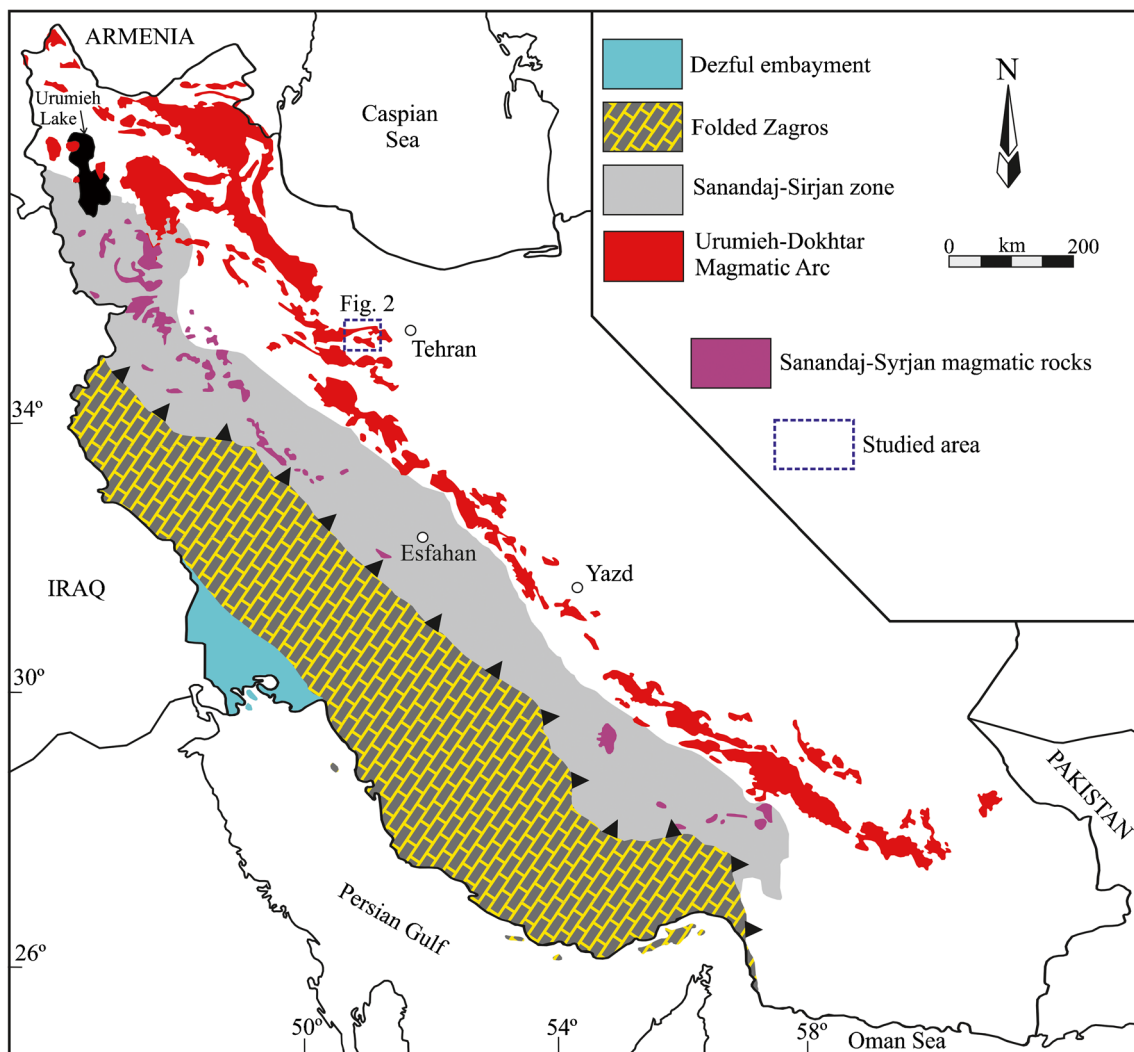 ARMENIA
Urumieh
Lake
Caspian
Sea
Dezful embayment
Folded Zagros
Sanandaj-Sirjan zone
Urumieh-Dokhtar
Magmatic Arc
N
0 km 200
Fig. 2
Tehran
Sanandaj-Syrjan magmatic rocks
Studied area
34º
Esfahan
Yazd
IRAQ
30º
PAKISTAN
Persian Gulf
26º
50º
54º
58º
Oman Sea